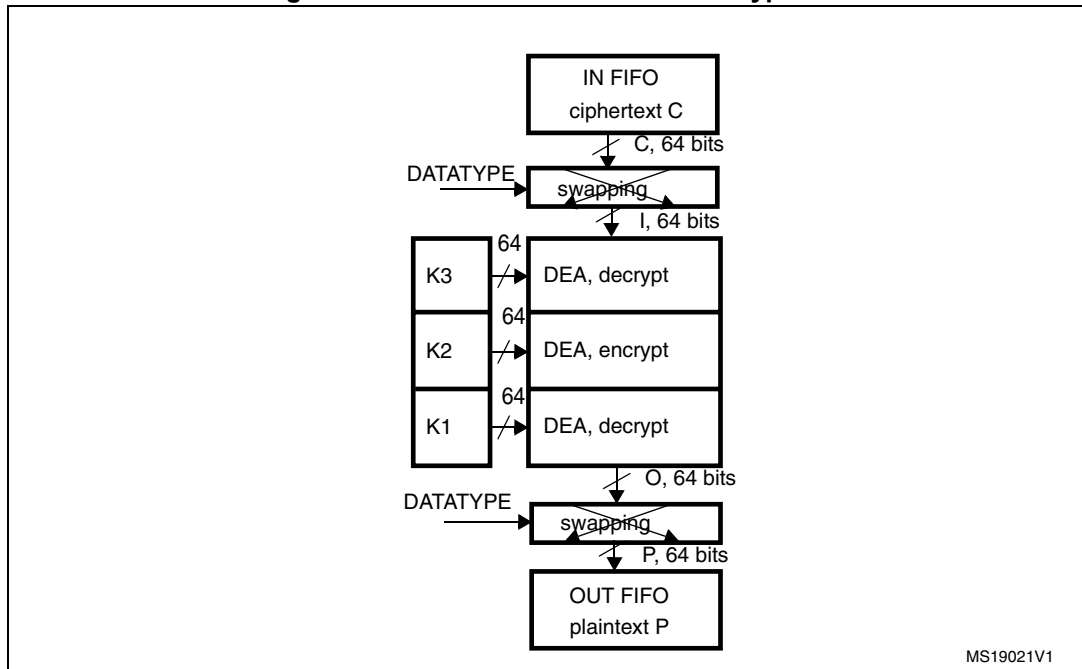 IN FIFO
ciphertext C
C, 64 bits
DATATYPE
swapping
I, 64 bits
64
K3
DEA, decrypt
64
K2
DEA, encrypt
64
K1
DEA, decrypt
O, 64 bits
DATATYPE
swapping
P, 64 bits
OUT FIFO
plaintext P
MS19021V1